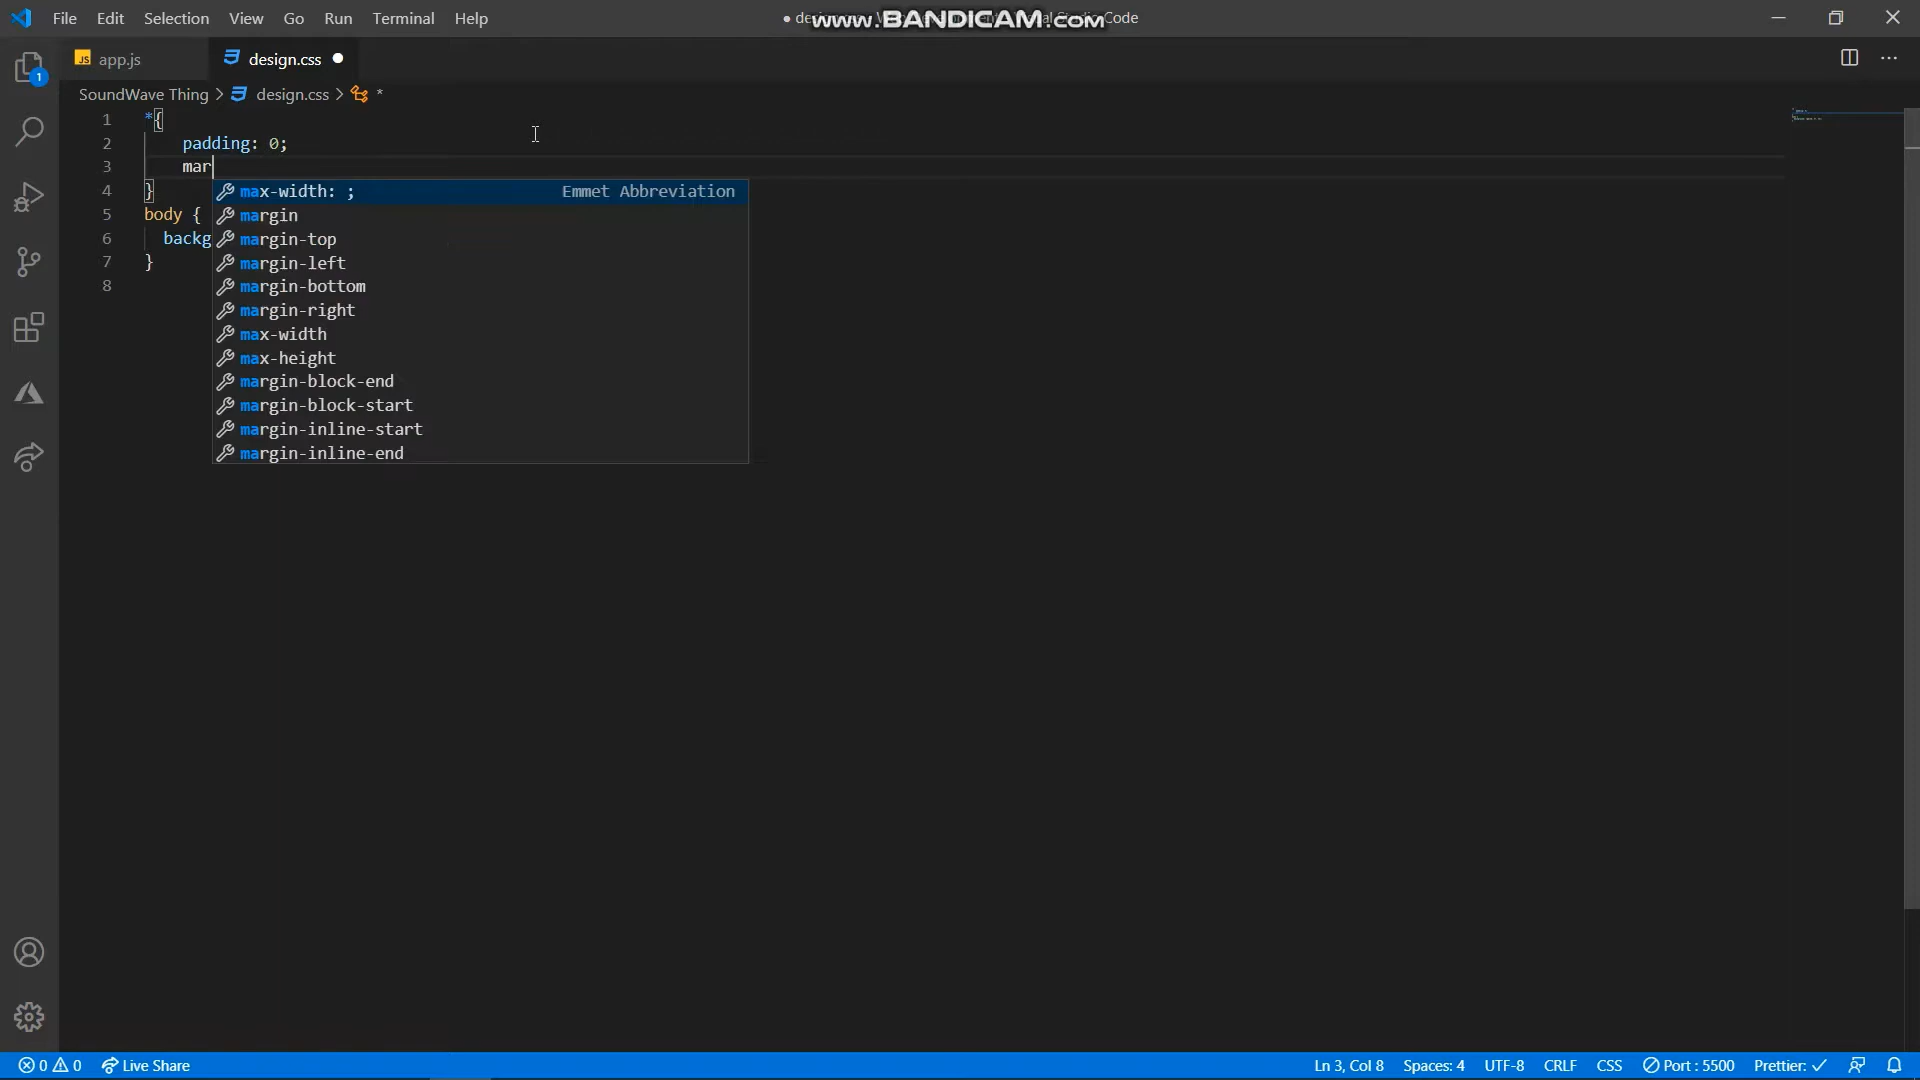 File Edit Selection View Go Run Terminal Help
www.BANDICAM.com
Code
1
JS app.js
design.css
SoundWave Thing > design.css > *
1 *{
2 padding: 0;
3 mar
4 }
5 body {
6 backg
7 }
8
max-width: ; Emmet Abbreviation
margin
margin-top
margin-left
margin-bottom
margin-right
max-width
max-height
margin-block-end
margin-block-start
margin-inline-start
margin-inline-end
0 0 Live Share Ln 3, Col 8 Spaces: 4 UTF-8 CRLF CSS Port : 5500 Prettier: ✓